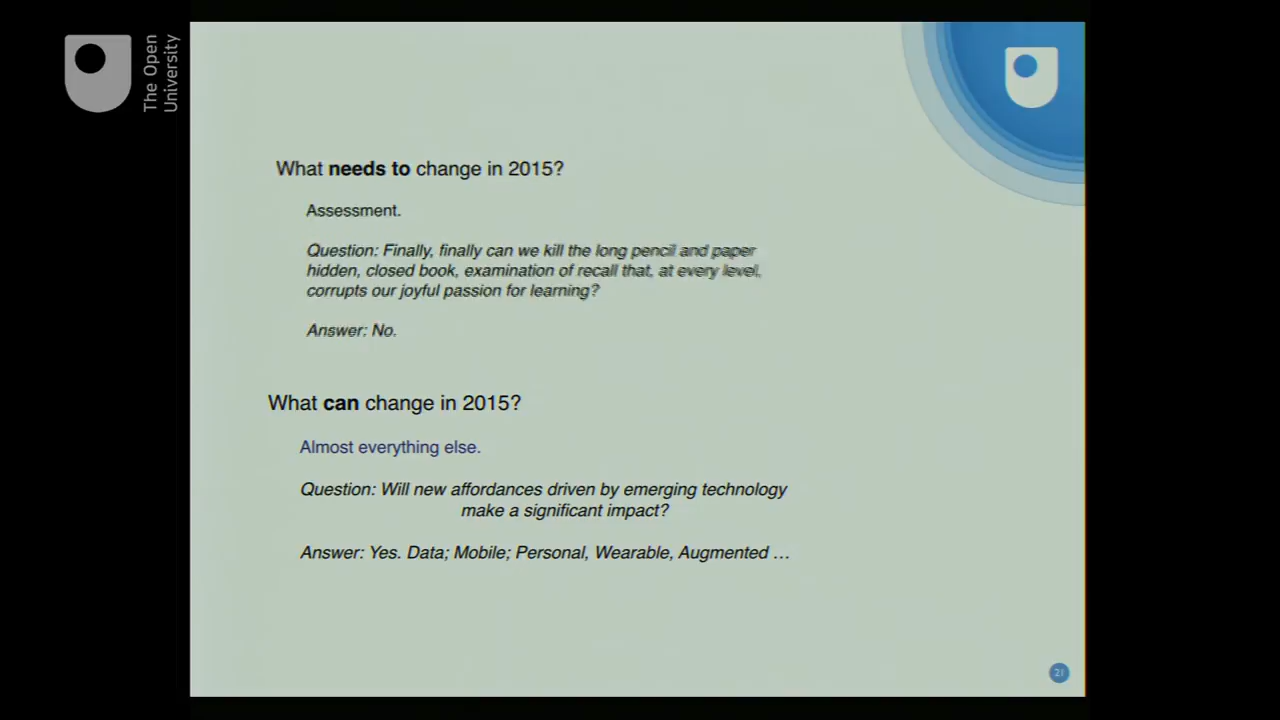 The Open
University
What needs to change in 2015?
Assessment.
Question: Finally, finally can we kill the long pencil and paper
hidden, closed book, examination of recall that, at every level,
corrupts our joyful passion for learning?
Answer: No.
What can change in 2015?
Almost everything else.
Question: Will new affordances driven by emerging technology
make a significant impact?
Answer: Yes. Data; Mobile; Personal, Wearable, Augmented …
21